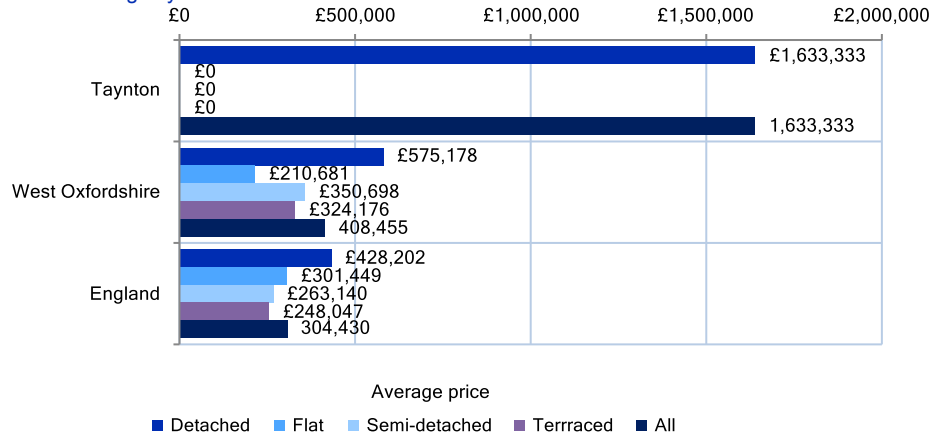 £0 £500,000 £1,000,000 £1,500,000 £2,000,000
£1,633,333
£0
Taynton £0
£0
1,633,333
£575,178
£210,681
West Oxfordshire £350,698
£324,176
408,455
£428,202
£301,449
England £263,140
£248,047
304,430
Average price
Detached Flat Semi-detached Terrraced All